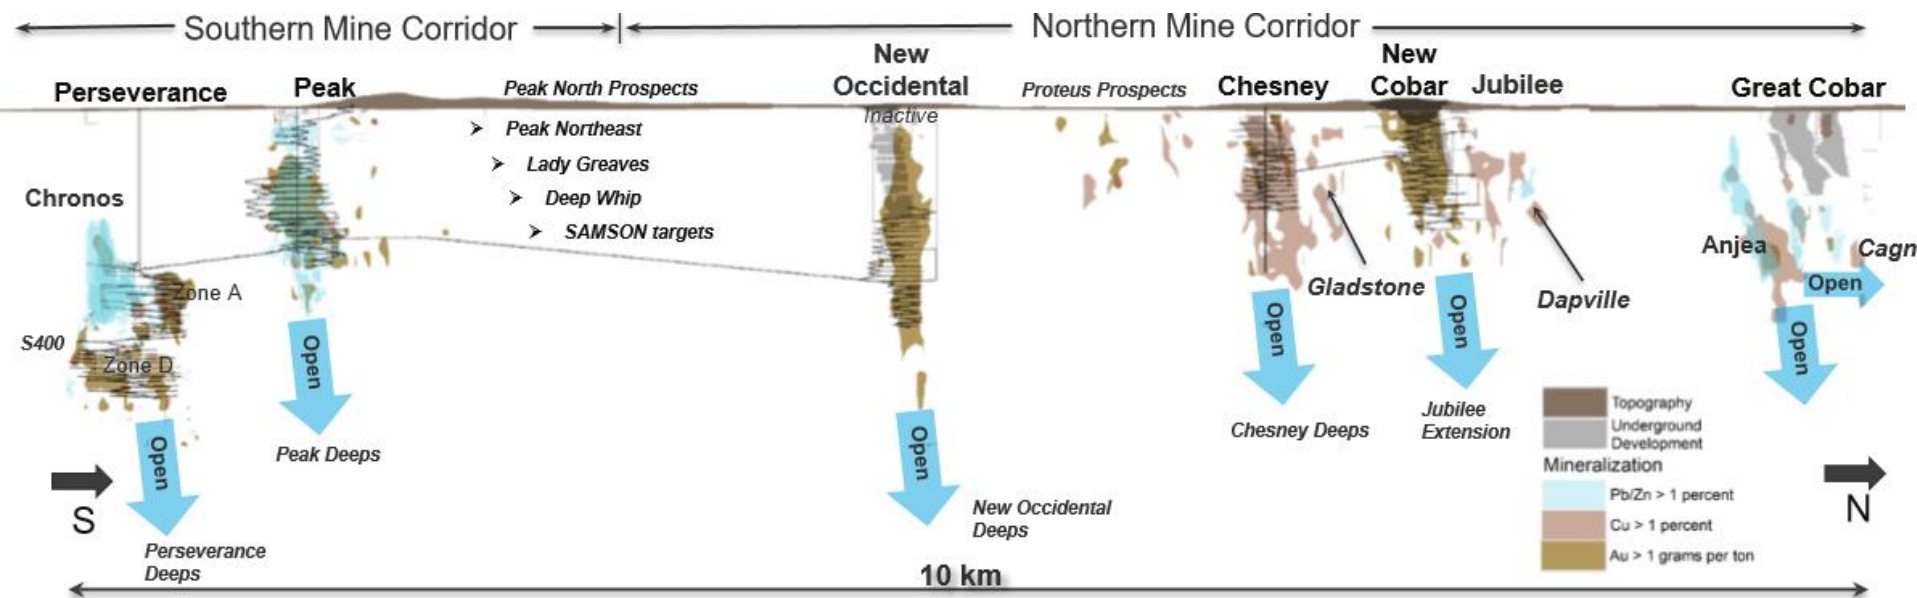 Southern Mine Corridor
Northern Mine Corridor
Perseverance
Peak
Peak North Prospects
New
Occidental
Inactive
Proteus Prospects
Chesney
New
Cobar
Jubilee
Great Cobar
Peak Northeast
Lady Greaves
Deep Whip
SAMSON targets
Chronos
Zone A
S400
Zone D
Anjea
Cagn
Open
Gladstone
Dapville
Open
Open
Open
Open
Open
Open
Peak Deeps
Chesney Deeps
Jubilee
Extension
New Occidental
Deeps
Perseverance
Deeps
Topography
Underground
Development
Mineralization
Pb/Zn > 1 percent
Cu > 1 percent
Au > 1 grams per ton
S
N
10 km